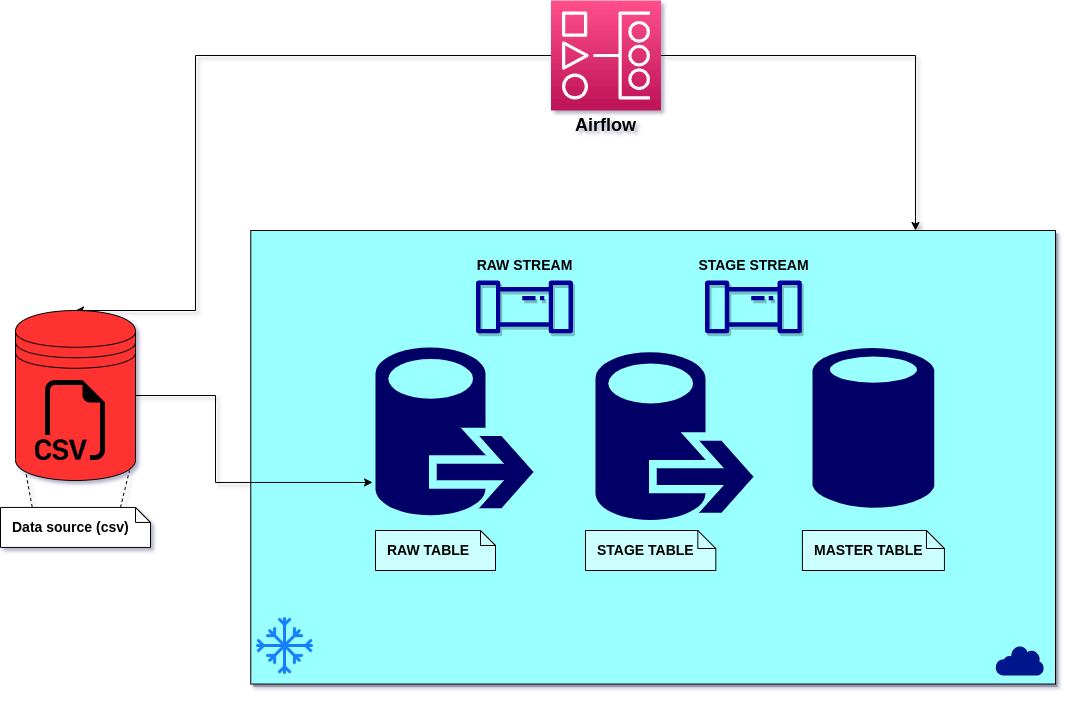 Airflow
RAW STREAM
STAGE STREAM
CSV
Data source (csv)
RAW TABLE
STAGE TABLE
MASTER TABLE